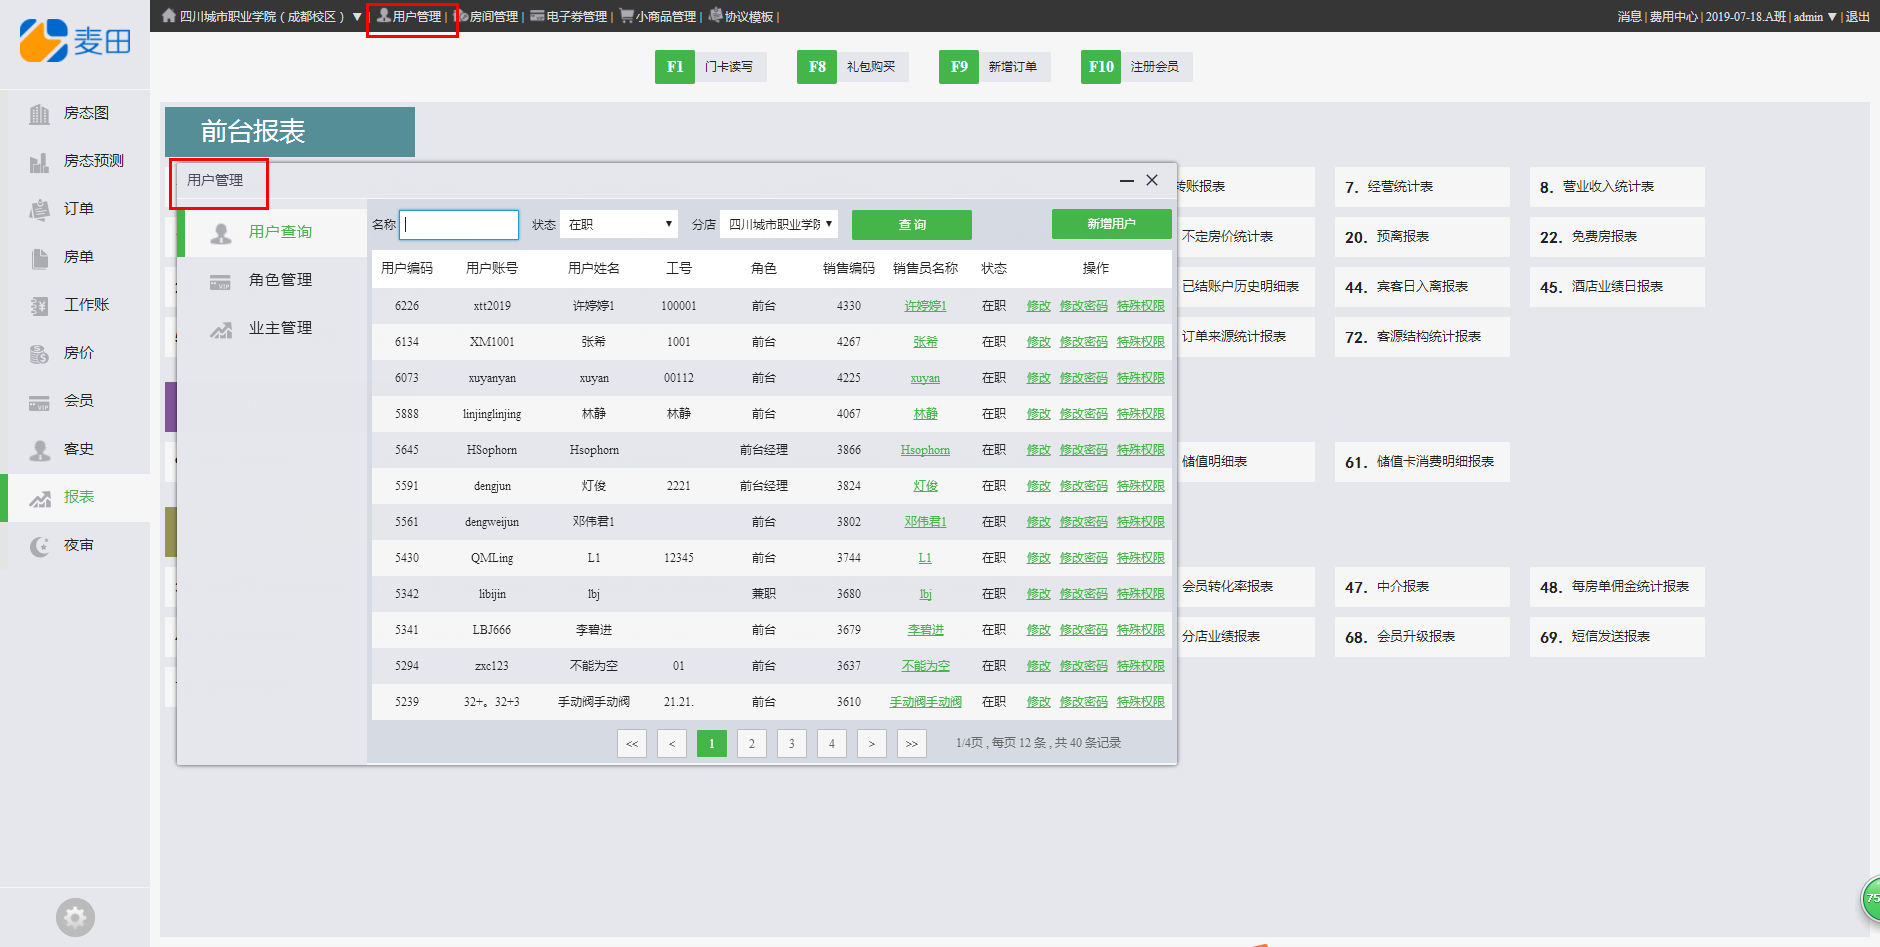 四川城市职业学院（成都校区） ▼ | 用户管理 | 房间管理 | 电子券管理 | 小商品管理 | 协议模板 |
消息 | 费用中心 | 2019-07-18.A班 | admin ▼ | 退出
麦田
F1 门卡读写 F8 礼包购买 F9 新增订单 F10 注册会员
房态图
房态预测
订单
房单
工作账
房价
会员
客史
报表
夜审
前台报表
用户管理
用户查询
角色管理
业主管理
名称 状态 在职 分店 四川城市职业学院 查 询 新增用户
用户编码 用户账号 用户姓名 工号 角色 销售编码 销售员名称 状态 操作
6226 xtt2019 许婷婷1 100001 前台 4330 许婷婷1 在职 修改 修改密码 特殊权限
6134 XM1001 张希 1001 前台 4267 张希 在职 修改 修改密码 特殊权限
6073 xuyanyan xuyan 00112 前台 4225 xuyan 在职 修改 修改密码 特殊权限
5888 linjinglinjing 林静 林静 前台 4067 林静 在职 修改 修改密码 特殊权限
5645 HSophorn Hsophorn 前台经理 3866 Hsophorn 在职 修改 修改密码 特殊权限
5591 dengjun 灯俊 2221 前台经理 3824 灯俊 在职 修改 修改密码 特殊权限
5561 dengweijun 邓伟君1 前台 3802 邓伟君1 在职 修改 修改密码 特殊权限
5430 QMLing L1 12345 前台 3744 L1 在职 修改 修改密码 特殊权限
5342 libijin lbj 兼职 3680 lbj 在职 修改 修改密码 特殊权限
5341 LBJ666 李碧进 前台 3679 李碧进 在职 修改 修改密码 特殊权限
5294 zxc123 不能为空 01 前台 3637 不能为空 在职 修改 修改密码 特殊权限
5239 32+。32+3 手动阀手动阀 21.21. 前台 3610 手动阀手动阀 在职 修改 修改密码 特殊权限
<< < 1 2 3 4 > >> 1/4页 , 每页 12 条 , 共 40 条记录
转账报表 7. 经营统计表 8. 营业收入统计表
不定房价统计表 20. 预离报表 22. 免费房报表
已结账户历史明细表 44. 宾客日入离报表 45. 酒店业绩日报表
订单来源统计报表 72. 客源结构统计报表
储值明细表 61. 储值卡消费明细报表
会员转化率报表 47. 中介报表 48. 每房单佣金统计报表
分店业绩报表 68. 会员升级报表 69. 短信发送报表
75